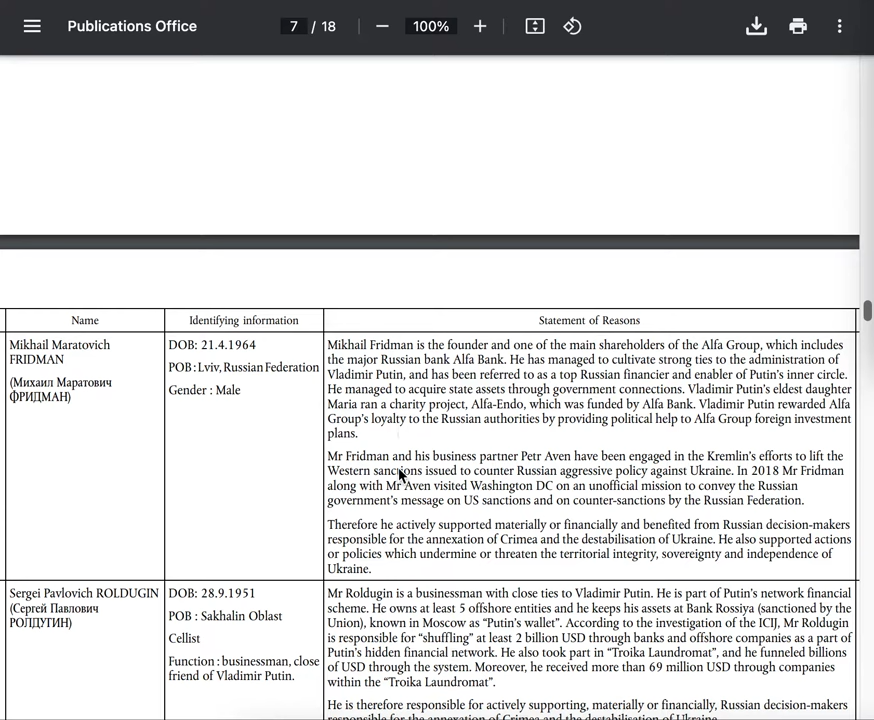 Publications Office
7 / 18
100%
Name
Identifying information
Statement of Reasons
Mikhail Maratovich
FRIDMAN
(Михаил Маратович
ФРИДМАН)
DOB: 21.4.1964
POB : Lviv, Russian Federation
Gender : Male
Mikhail Fridman is the founder and one of the main shareholders of the Alfa Group, which includes
the major Russian bank Alfa Bank. He has managed to cultivate strong ties to the administration of
Vladimir Putin, and has been referred to as a top Russian financier and enabler of Putin’s inner circle.
He managed to acquire state assets through government connections. Vladimir Putin’s eldest daughter
Maria ran a charity project, Alfa-Endo, which was funded by Alfa Bank. Vladimir Putin rewarded Alfa
Group’s loyalty to the Russian authorities by providing political help to Alfa Group foreign investment
plans.
Mr Fridman and his business partner Petr Aven have been engaged in the Kremlin’s efforts to lift the
Western sanctions issued to counter Russian aggressive policy against Ukraine. In 2018 Mr Fridman
along with Mr Aven visited Washington DC on an unofficial mission to convey the Russian
government’s message on US sanctions and on counter-sanctions by the Russian Federation.
Therefore he actively supported materially or financially and benefited from Russian decision-makers
responsible for the annexation of Crimea and the destabilisation of Ukraine. He also supported actions
or policies which undermine or threaten the territorial integrity, sovereignty and independence of
Ukraine.
Sergei Pavlovich ROLDUGIN
(Сергей Павлович
РОЛДУГИН)
DOB: 28.9.1951
POB : Sakhalin Oblast
Cellist
Function : businessman, close
friend of Vladimir Putin.
Mr Roldugin is a businessman with close ties to Vladimir Putin. He is part of Putin’s network financial
scheme. He owns at least 5 offshore entities and he keeps his assets at Bank Rossiya (sanctioned by the
Union), known in Moscow as “Putin’s wallet”. According to the investigation of the ICIJ, Mr Roldugin
is responsible for “shuffling” at least 2 billion USD through banks and offshore companies as a part of
Putin’s hidden financial network. He also took part in “Troika Laundromat”, and he funneled billions
of USD through the system. Moreover, he received more than 69 million USD through companies
within the “Troika Laundromat”.
He is therefore responsible for actively supporting, materially or financially, Russian decision-makers
responsible for the annexation of Crimea and the destabilisation of Ukraine.